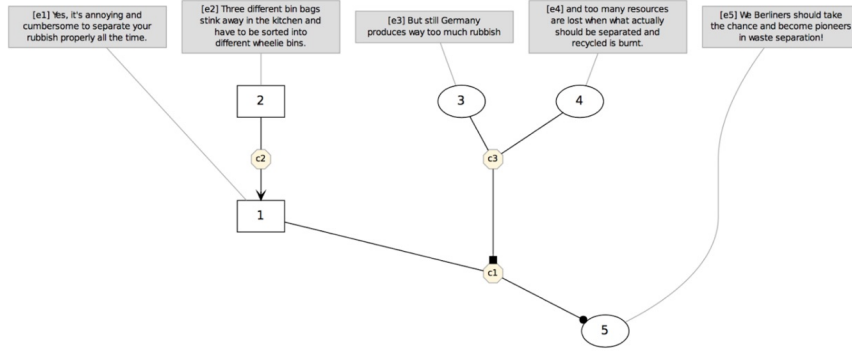 [e1] Yes, it's annoying and
cumbersome to separate your
rubbish properly all the time.
[e2] Three different bin bags
stink away in the kitchen and
have to be sorted into
different wheelie bins.
[e3] But still Germany
produces way too much rubbish
[e4] and too many resources
are lost when what actually
should be separated and
recycled is burnt.
[e5] We Berliners should take
the chance and become pioneers
in waste separation!
2
3
4
c2
c3
1
c1
5